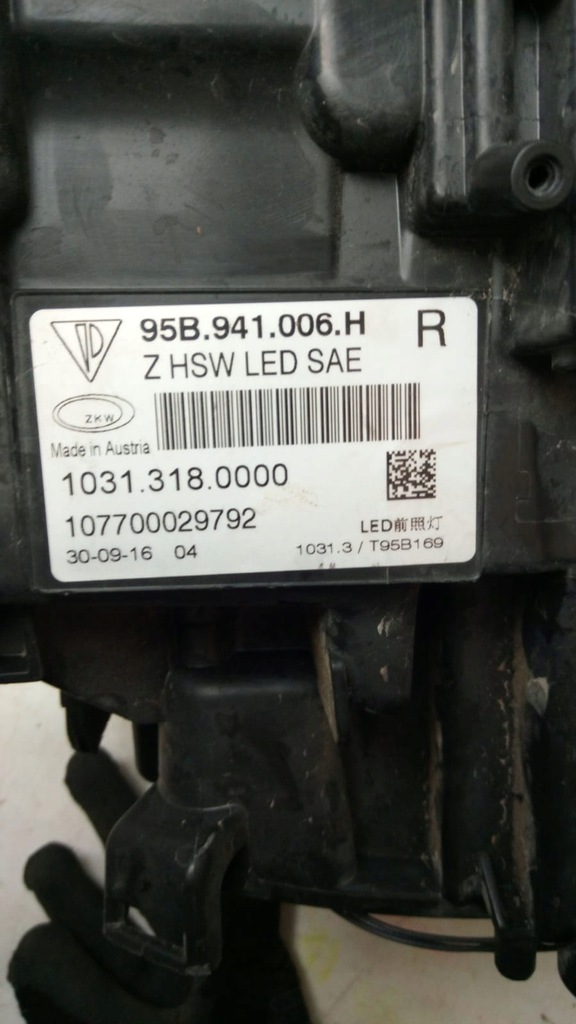 95B.941.006.H R
Z HSW LED SAE
ZKW
Made in Austria
1031.318.0000
107700029792
LED前照灯
30-09-16 04
1031.3 / T95B169